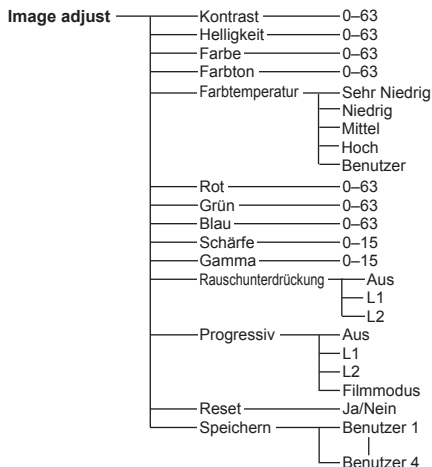 Image adjust Kontrast 0–63
Helligkeit 0–63
Farbe 0–63
Farbton 0–63
Farbtemperatur Sehr Niedrig
Niedrig
Mittel
Hoch
Benutzer
Rot 0–63
Grün 0–63
Blau 0–63
Schärfe 0–15
Gamma 0–15
Rauschunterdrückung Aus
L1
L2
Progressiv Aus
L1
L2
Filmmodus
Reset Ja/Nein
Speichern Benutzer 1
Benutzer 4